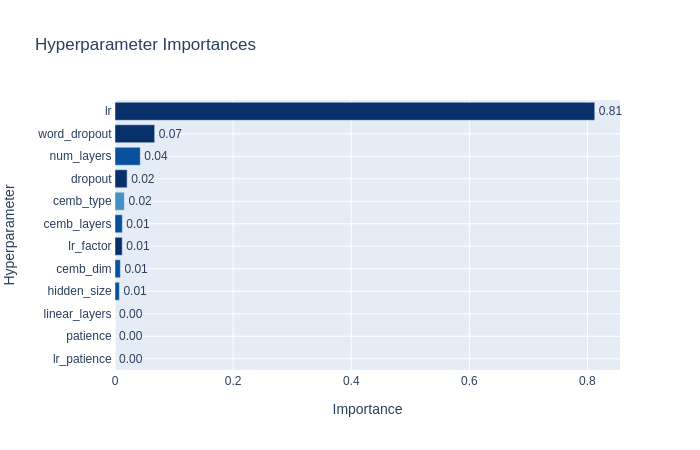 Hyperparameter Importances
Hyperparameter
lr 0.81
word_dropout 0.07
num_layers 0.04
dropout 0.02
cemb_type 0.02
cemb_layers 0.01
lr_factor 0.01
cemb_dim 0.01
hidden_size 0.01
linear_layers 0.00
patience 0.00
lr_patience 0.00
0 0.2 0.4 0.6 0.8
Importance